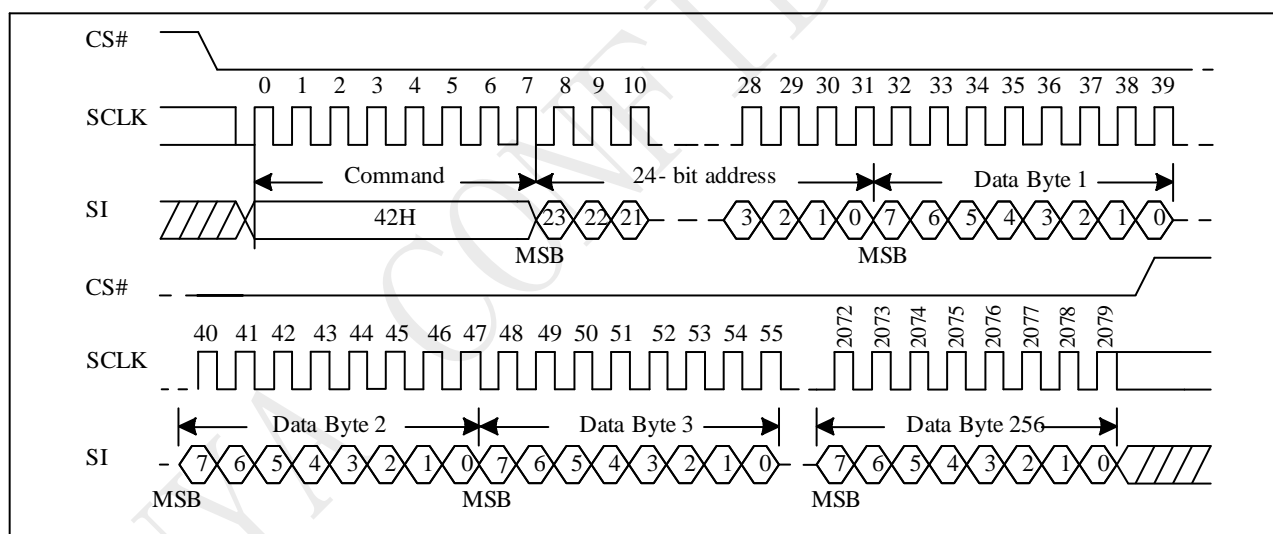 CS#
0 1 2 3 4 5 6 7 8 9 10 28 29 30 31 32 33 34 35 36 37 38 39
SCLK
Command 24- bit address Data Byte 1
SI 42H 23 22 21 3 2 1 0 7 6 5 4 3 2 1 0
MSB MSB
CS#
40 41 42 43 44 45 46 47 48 49 50 51 52 53 54 55 2072 2073 2074 2075 2076 2077 2078 2079
SCLK
Data Byte 2 Data Byte 3 Data Byte 256
SI 7 6 5 4 3 2 1 0 7 6 5 4 3 2 1 0 7 6 5 4 3 2 1 0
MSB MSB MSB